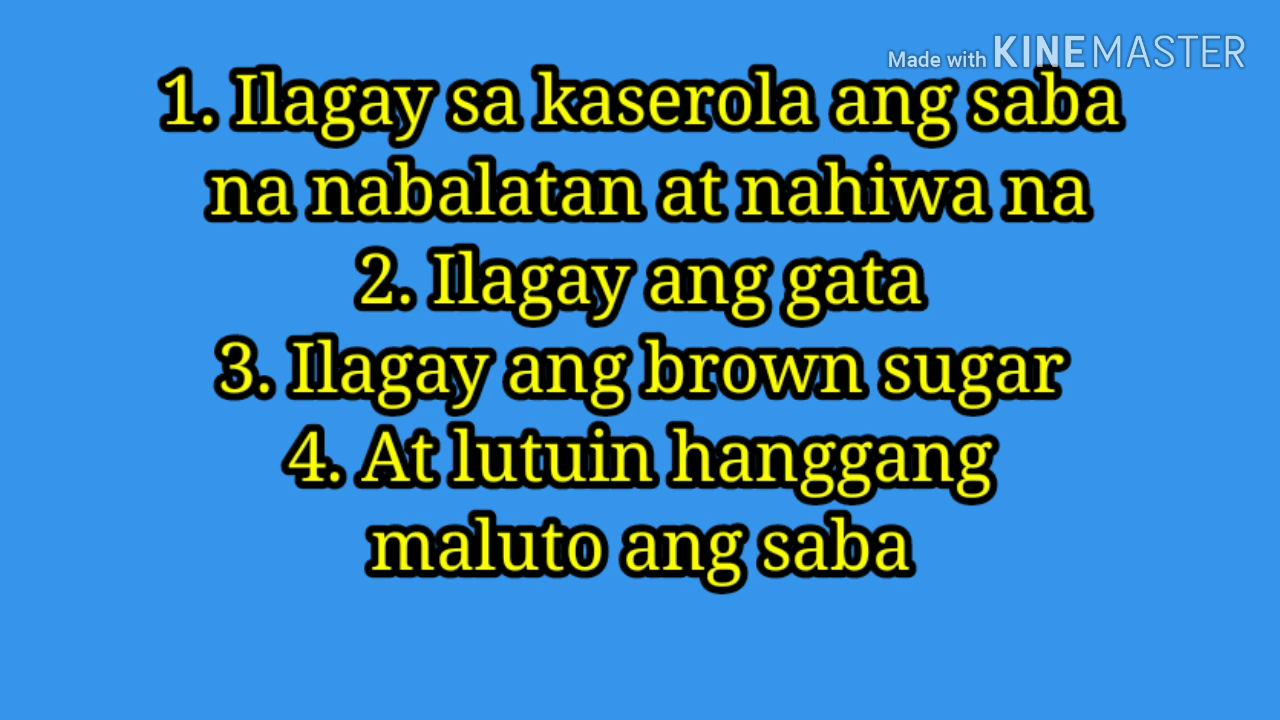 Made with KINEMASTER
1. Ilagay sa kaserola ang saba
na nabalatan at nahiwa na
2. Ilagay ang gata
3. Ilagay ang brown sugar
4. At lutuin hanggang
maluto ang saba